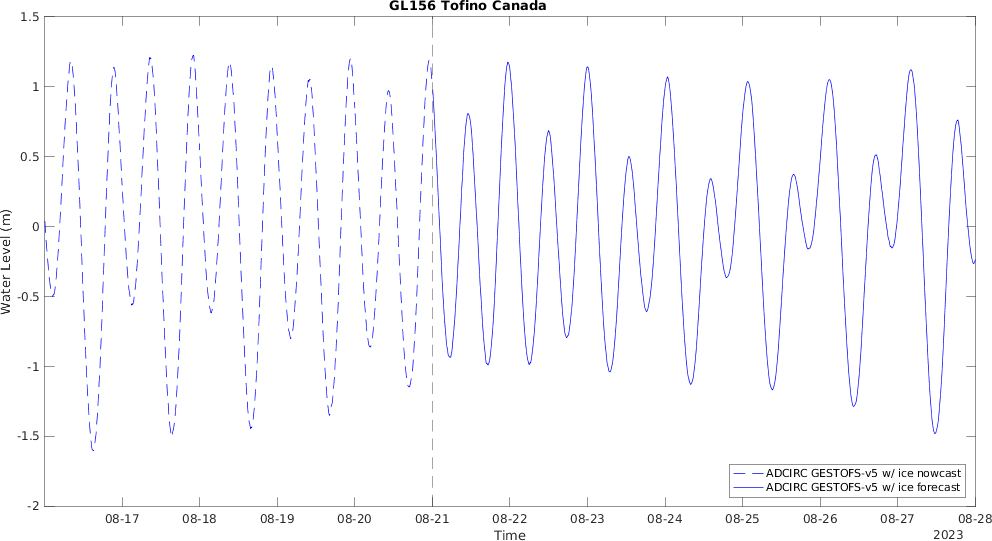 GL156 Tofino Canada
1.5
1
0.5
0
-0.5
-1
-1.5
-2
Water Level (m)
ADCIRC GESTOFS-v5 w/ ice nowcast
ADCIRC GESTOFS-v5 w/ ice forecast
08-17 08-18 08-19 08-20 08-21 08-22 08-23 08-24 08-25 08-26 08-27 08-28
Time
2023